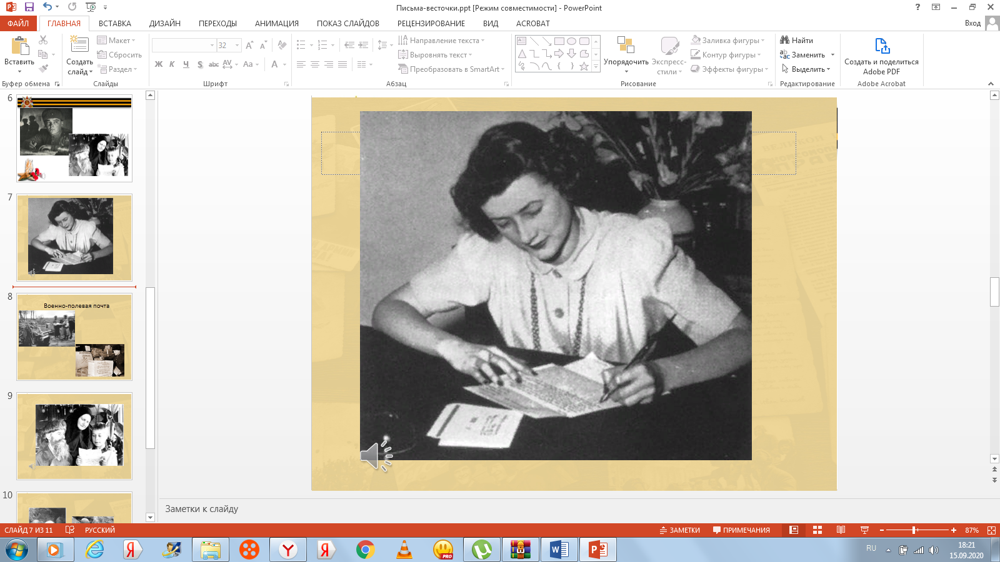 Письма-весточки.ppt [Режим совместимости] - PowerPoint
ФАЙЛ ГЛАВНАЯ ВСТАВКА ДИЗАЙН ПЕРЕХОДЫ АНИМАЦИЯ ПОКАЗ СЛАЙДОВ РЕЦЕНЗИРОВАНИЕ ВИД ACROBAT Вход
Вставить
Буфер обмена
Создать слайд
Макет
Сбросить
Раздел
Слайды
32
Ж К Ч S abc AV Aa A
Шрифт
Направление текста
Выровнять текст
Преобразовать в SmartArt
Абзац
Упорядочить
Экспресс-
стили
Заливка фигуры
Контур фигуры
Эффекты фигуры
Рисование
Найти
Заменить
Выделить
Редактирование
Создать и поделиться
Adobe PDF
Adobe Acrobat
6
7
8
Военно-полевая почта
9
10
Заметки к слайду
СЛАЙД 7 ИЗ 11 РУССКИЙ ЗАМЕТКИ ПРИМЕЧАНИЯ 87%
RU
18:21
15.09.2020